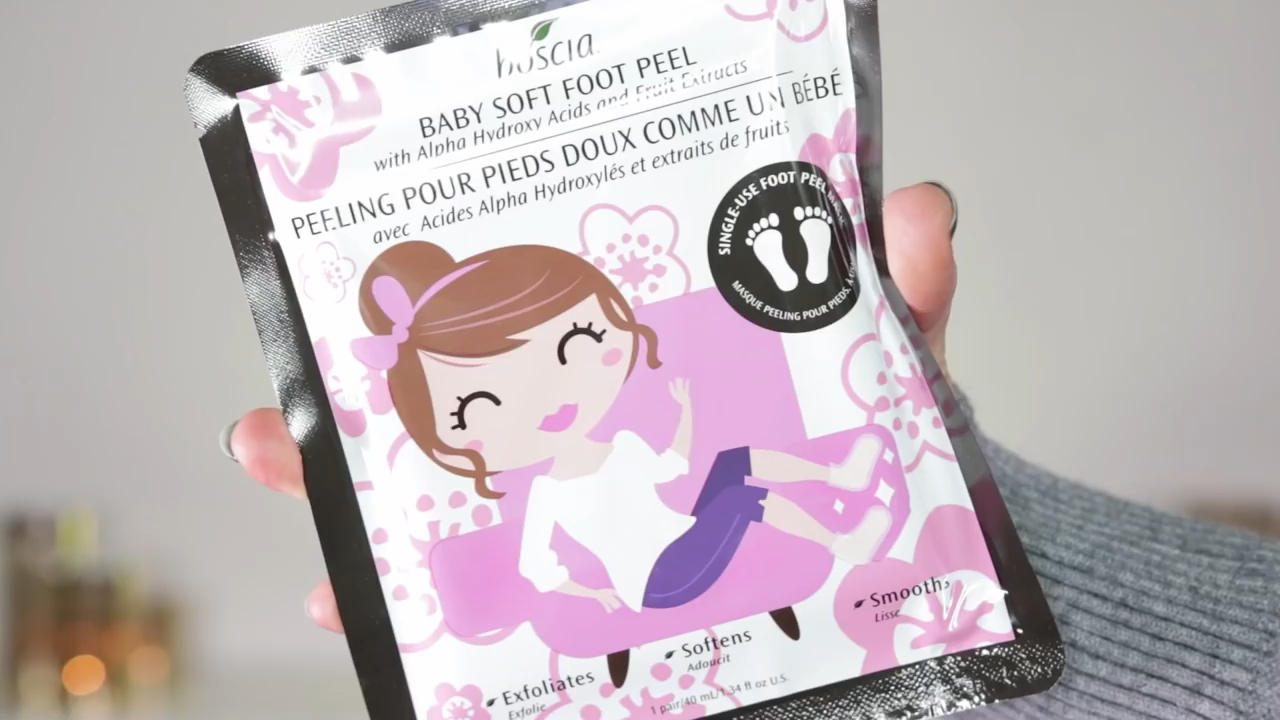 boscia
BABY SOFT FOOT PEEL
with Alpha Hydroxy Acids and Fruit Extracts
PEELING POUR PIEDS DOUX COMME UN BÉBÉ
avec Acides Alpha Hydroxylés et extraits de fruits
SINGLE-USE FOOT PEEL
MASQUE PEELING POUR PIEDS,
Smooths
Lisse
Softens
Adoucit
Exfoliates
Exfolie
1 pair/40 mL/1.34 fl oz U.S.